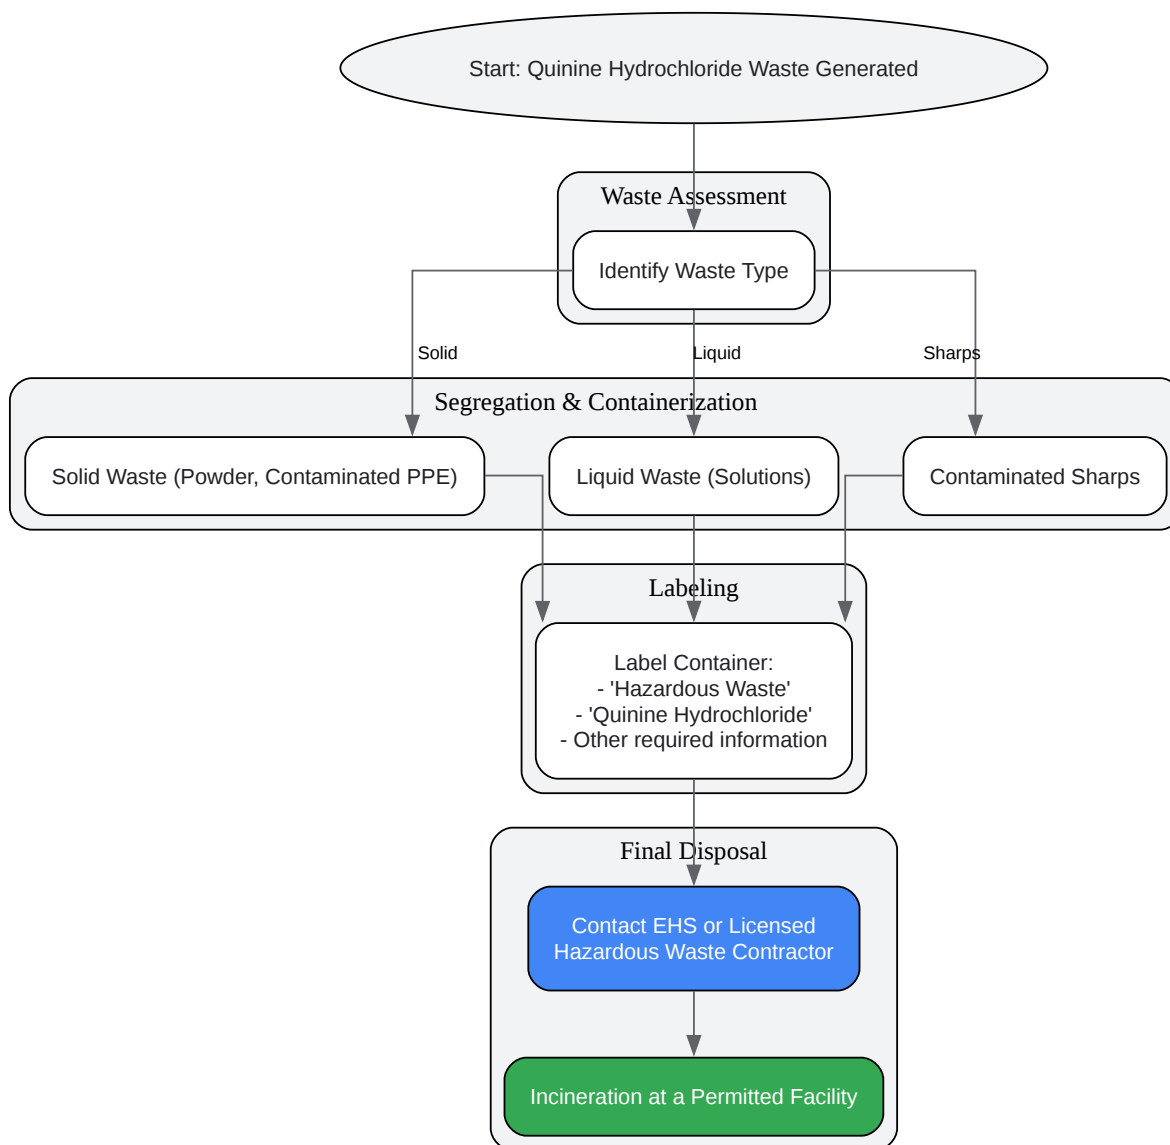 Start: Quinine Hydrochloride Waste Generated
Waste Assessment
Identify Waste Type
Solid
Liquid
Sharps
Segregation & Containerization
Solid Waste (Powder, Contaminated PPE)
Liquid Waste (Solutions)
Contaminated Sharps
Labeling
Label Container:
- 'Hazardous Waste'
- 'Quinine Hydrochloride'
- Other required information
Final Disposal
Contact EHS or Licensed
Hazardous Waste Contractor
Incineration at a Permitted Facility